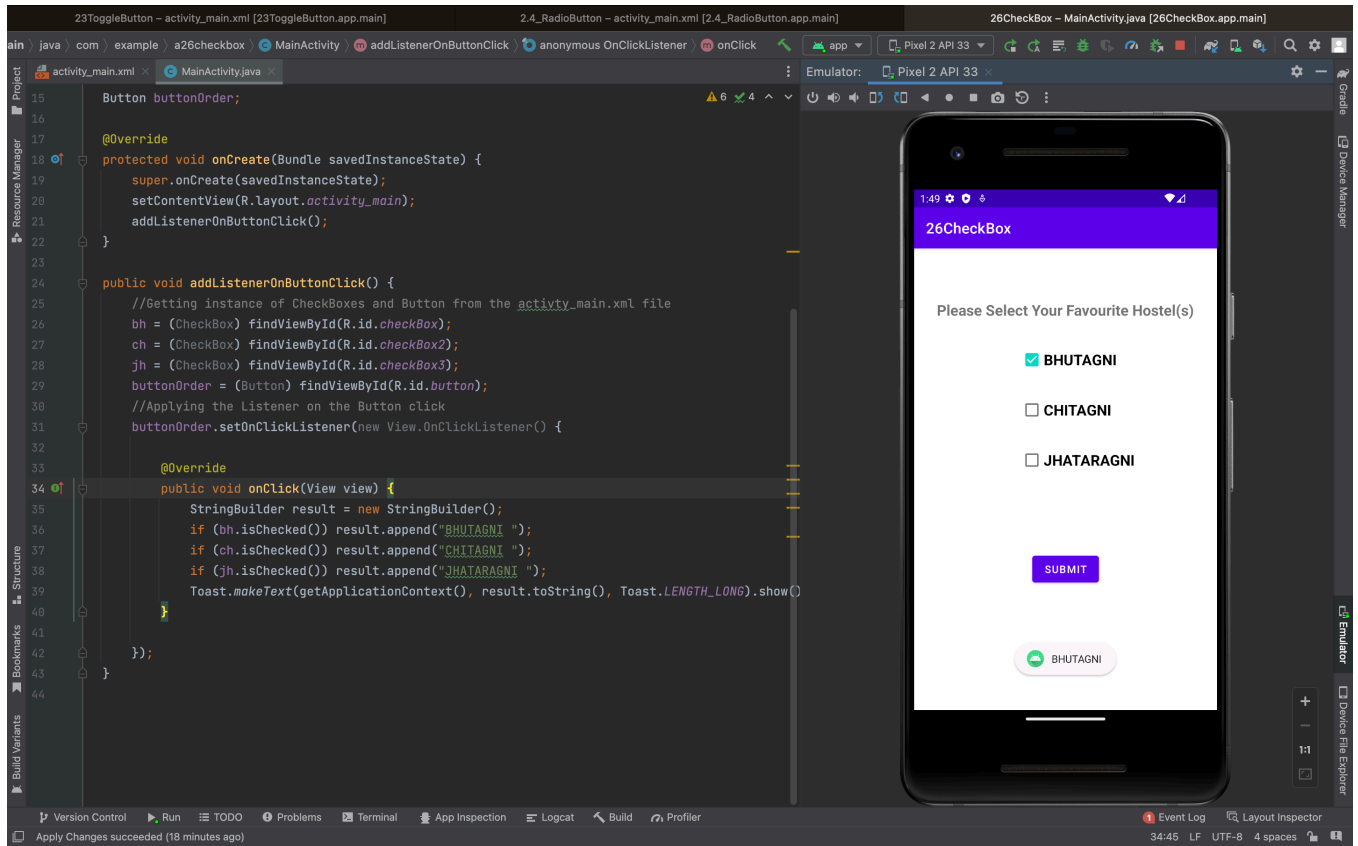 23ToggleButton – activity_main.xml [23ToggleButton.app.main]
2.4_RadioButton – activity_main.xml [2.4_RadioButton.app.main]
26CheckBox – MainActivity.java [26CheckBox.app.main]
ain java com example a26checkbox MainActivity addListenerOnButtonClick anonymous OnClickListener onClick app Pixel 2 API 33
activity_main.xml MainActivity.java Emulator: Pixel 2 API 33
6 4
15 Button buttonOrder;
16
17 @Override
18 protected void onCreate(Bundle savedInstanceState) {
19 super.onCreate(savedInstanceState);
20 setContentView(R.layout.activity_main);
21 addListenerOnButtonClick();
22 }
23
24 public void addListenerOnButtonClick() {
25 //Getting instance of CheckBoxes and Button from the activty_main.xml file
26 bh = (CheckBox) findViewById(R.id.checkBox);
27 ch = (CheckBox) findViewById(R.id.checkBox2);
28 jh = (CheckBox) findViewById(R.id.checkBox3);
29 buttonOrder = (Button) findViewById(R.id.button);
30 //Applying the Listener on the Button click
31 buttonOrder.setOnClickListener(new View.OnClickListener() {
32
33 @Override
34 public void onClick(View view) {
35 StringBuilder result = new StringBuilder();
36 if (bh.isChecked()) result.append("BHUTAGNI ");
37 if (ch.isChecked()) result.append("CHITAGNI ");
38 if (jh.isChecked()) result.append("JHATARAGNI ");
39 Toast.makeText(getApplicationContext(), result.toString(), Toast.LENGTH_LONG).show()
40 }
41
42 });
43 }
44
Project
Resource Manager
Structure
Bookmarks
Build Variants
1:49
26CheckBox
Please Select Your Favourite Hostel(s)
BHUTAGNI
CHITAGNI
JHATARAGNI
SUBMIT
BHUTAGNI
1:1
Gradle
Device Manager
Emulator
Device File Explorer
Version Control Run TODO Problems Terminal App Inspection Logcat Build Profiler 1 Event Log Layout Inspector
Apply Changes succeeded (18 minutes ago) 34:45 LF UTF-8 4 spaces